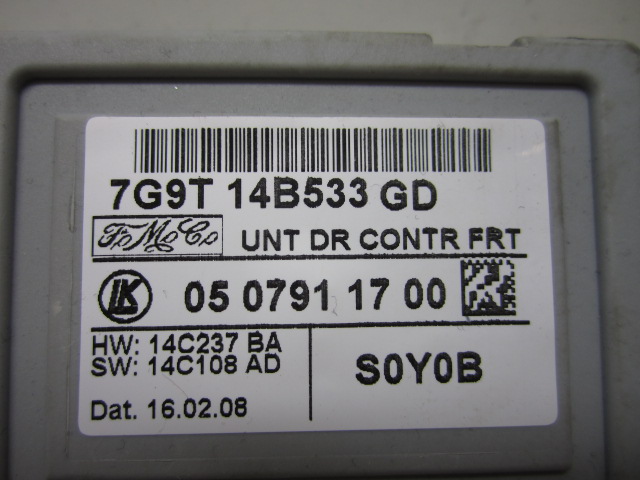 7G9T 14B533 GD
FoMoCo UNT DR CONTR FRT
LK 05 0791 17 00
HW: 14C237 BA
SW: 14C108 AD
S0Y0B
Dat. 16.02.08